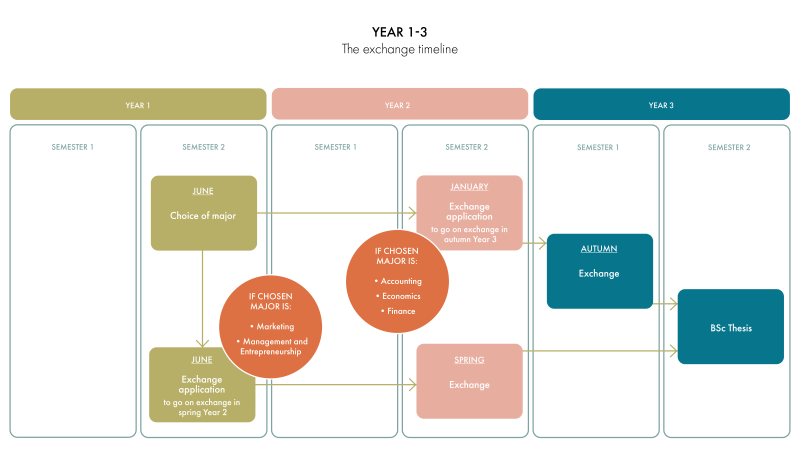 YEAR 1-3
The exchange timeline
YEAR 1
YEAR 2
YEAR 3
SEMESTER 1
SEMESTER 2
SEMESTER 1
SEMESTER 2
SEMESTER 1
SEMESTER 2
JUNE
Choice of major
JANUARY
Exchange
application
to go on exchange in
autumn Year 3
AUTUMN
Exchange
IF CHOSEN
MAJOR IS:
• Accounting
• Economics
• Finance
IF CHOSEN
MAJOR IS:
• Marketing
• Management and
Entrepreneurship
BSc Thesis
JUNE
Exchange
application
to go on exchange in
spring Year 2
SPRING
Exchange